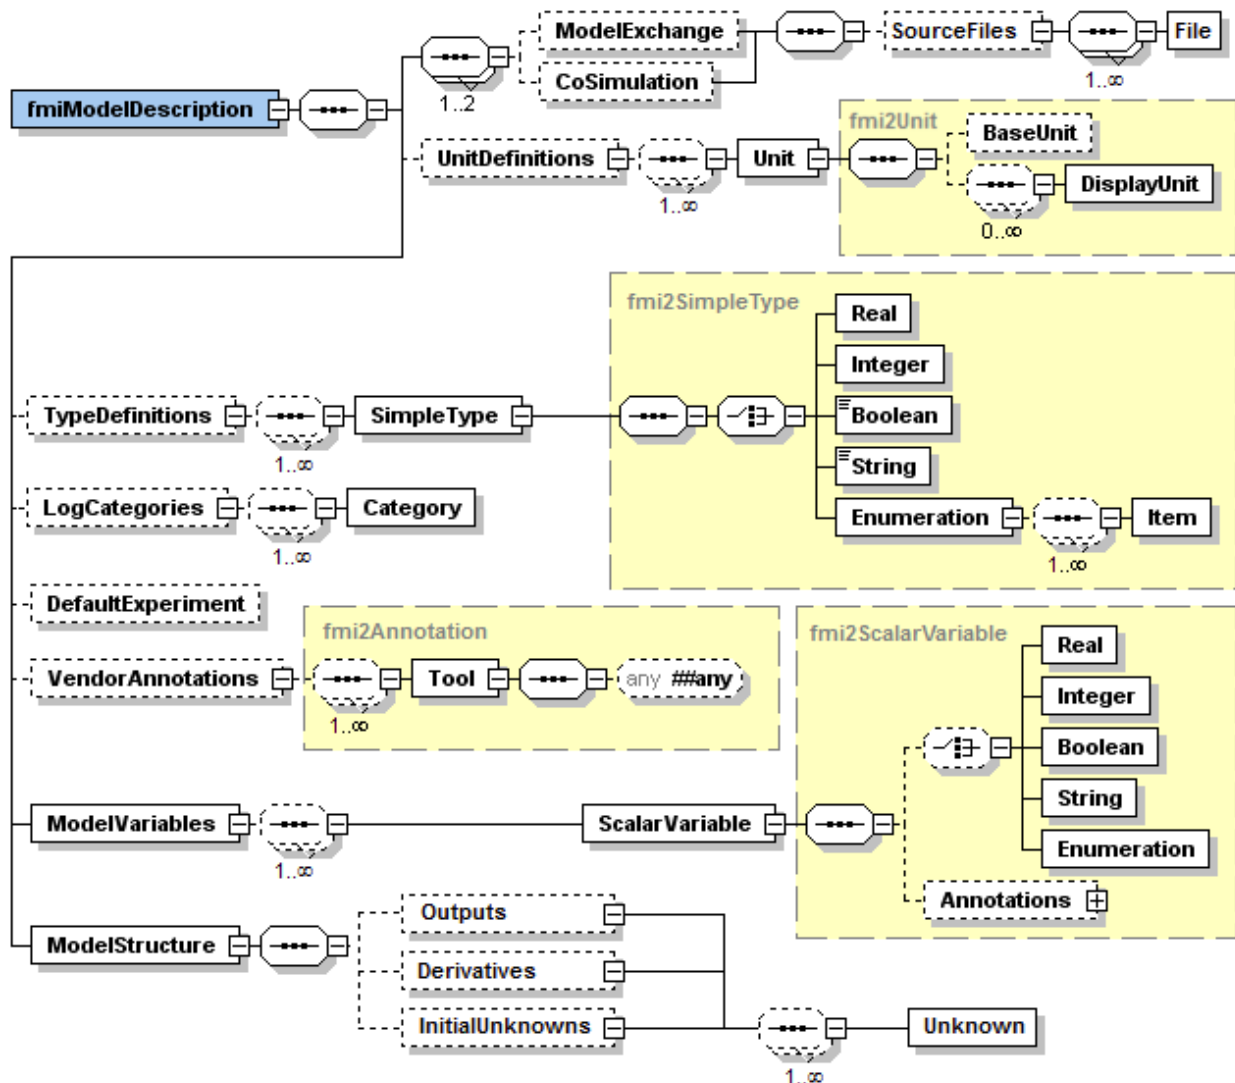 ModelExchange
SourceFiles
File
CoSimulation
1..∞
1..2
fmiModelDescription
fmi2Unit
BaseUnit
UnitDefinitions
Unit
DisplayUnit
1..∞
0..∞
fmi2SimpleType
Real
Integer
TypeDefinitions
SimpleType
Boolean
1..∞
String
LogCategories
Category
Enumeration
Item
1..∞
1..∞
DefaultExperiment
fmi2Annotation
fmi2ScalarVariable
Real
VendorAnnotations
Tool
any ##any
Integer
1..∞
Boolean
String
ModelVariables
ScalarVariable
Enumeration
1..∞
Annotations
Outputs
ModelStructure
Derivatives
InitialUnknowns
Unknown
1..∞